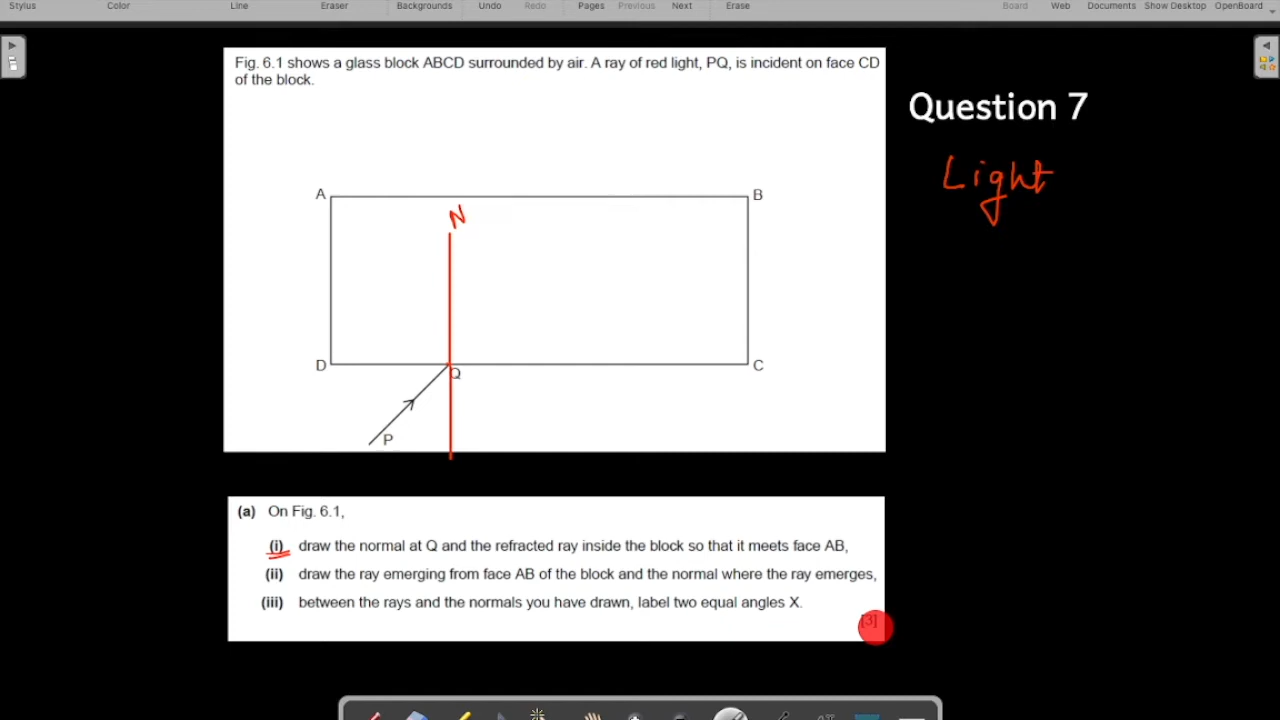 Stylus Color Line Eraser Backgrounds Undo Redo Pages Previous Next Erase Board Web Documents Show Desktop OpenBoard
Fig. 6.1 shows a glass block ABCD surrounded by air. A ray of red light, PQ, is incident on face CD
of the block.
Question 7
Light
A
B
N
D
Q
C
P
(a) On Fig. 6.1,
(i) draw the normal at Q and the refracted ray inside the block so that it meets face AB,
(ii) draw the ray emerging from face AB of the block and the normal where the ray emerges,
(iii) between the rays and the normals you have drawn, label two equal angles X.
[3]